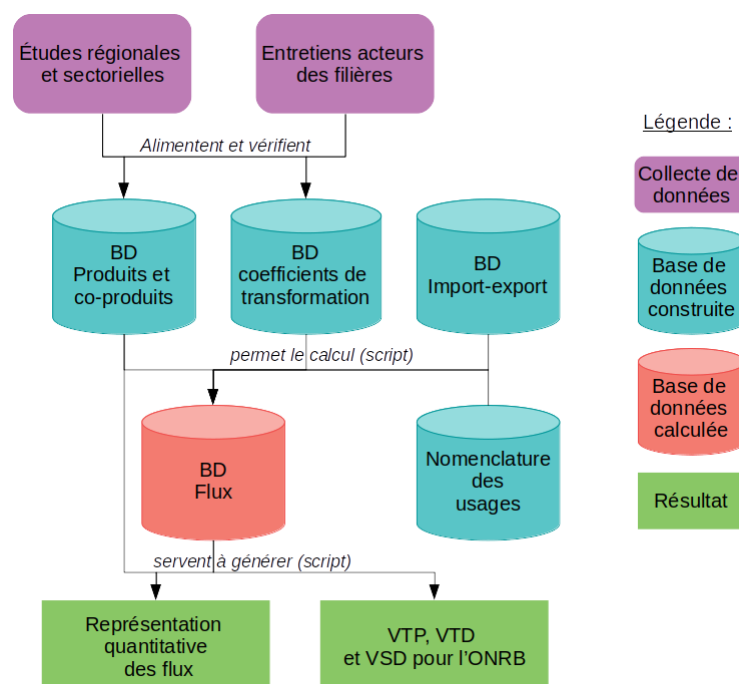 Études régionales
et sectorielles
Entretiens acteurs
des filières
Alimentent et vérifient
BD
Produits et
co-produits
BD
coefficients de
transformation
BD
Import-export
permet le calcul (script)
BD
Flux
Nomenclature
des
usages
servent à générer (script)
Représentation
quantitative
des flux
VTP, VTD
et VSD pour l'ONRB
Légende :
Collecte de
données
Base de
données
construite
Base de
données
calculée
Résultat